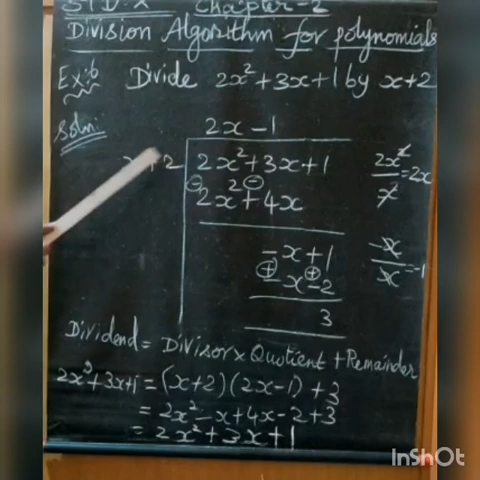 STD-X Chapter-2
Division Algorithm for polynomials
Ex:6 Divide 2x²+3x+1 by x+2
Soln:
2x-1
x+2 2x²+3x+1 2x²/x=2x
2x²+4x
-x+1 -x/x=-1
-x-2
3
Dividend = Divisor x Quotient + Remainder
2x²+3x+1 = (x+2)(2x-1)+3
= 2x²-x+4x-2+3
= 2x²+3x+1
InShOt